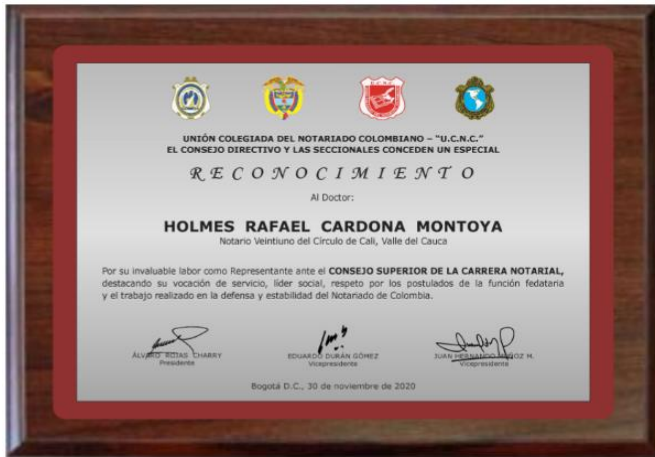 UNIÓN COLEGIADA DEL NOTARIADO COLOMBIANO – "U.C.N.C."
EL CONSEJO DIRECTIVO Y LAS SECCIONALES CONCEDEN UN ESPECIAL
RECONOCIMIENTO
Al Doctor:
HOLMES RAFAEL CARDONA MONTOYA
Notario Veintiuno del Círculo de Cali, Valle del Cauca
Por su invaluable labor como Representante ante el CONSEJO SUPERIOR DE LA CARRERA NOTARIAL,
destacando su vocación de servicio, líder social, respeto por los postulados de la función fedataria
y el trabajo realizado en la defensa y estabilidad del Notariado de Colombia.
ÁLVARO ROJAS CHARRY
Presidente
EDUARDO DURÁN GÓMEZ
Vicepresidente
JUAN HERNANDO MUÑOZ M.
Vicepresidente
Bogotá D.C., 30 de noviembre de 2020